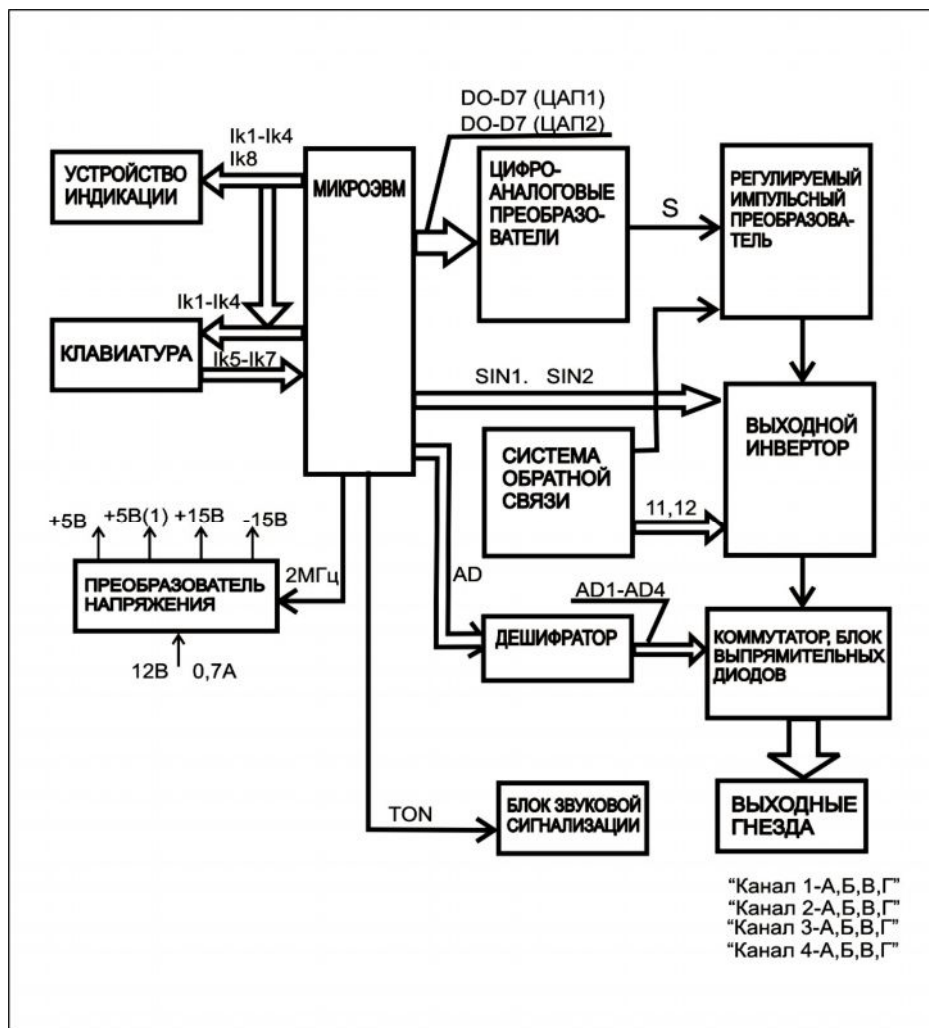 DO-D7 (ЦАП1)
DO-D7 (ЦАП2)
Ik1-Ik4
Ik8
УСТРОЙСТВО
ИНДИКАЦИИ
МИКРОЭВМ
ЦИФРО-
АНАЛОГОВЫЕ
ПРЕОБРАЗО-
ВАТЕЛИ
S
РЕГУЛИРУЕМЫЙ
ИМПУЛЬСНЫЙ
ПРЕОБРАЗОВА-
ТЕЛЬ
Ik1-Ik4
КЛАВИАТУРА
Ik5-Ik7
SIN1. SIN2
ВЫХОДНОЙ
ИНВЕРТОР
СИСТЕМА
ОБРАТНОЙ
СВЯЗИ
11,12
+5В
+5В(1)
+15В
-15В
ПРЕОБРАЗОВАТЕЛЬ
НАПРЯЖЕНИЯ
2МГц
12В
0,7А
AD
AD1-AD4
ДЕШИФРАТОР
КОММУТАТОР, БЛОК
ВЫПРЯМИТЕЛЬНЫХ
ДИОДОВ
TON
БЛОК ЗВУКОВОЙ
СИГНАЛИЗАЦИИ
ВЫХОДНЫЕ
ГНЕЗДА
“Канал 1-А,Б,В,Г”
“Канал 2-А,Б,В,Г”
“Канал 3-А,Б,В,Г”
“Канал 4-А,Б,В,Г”